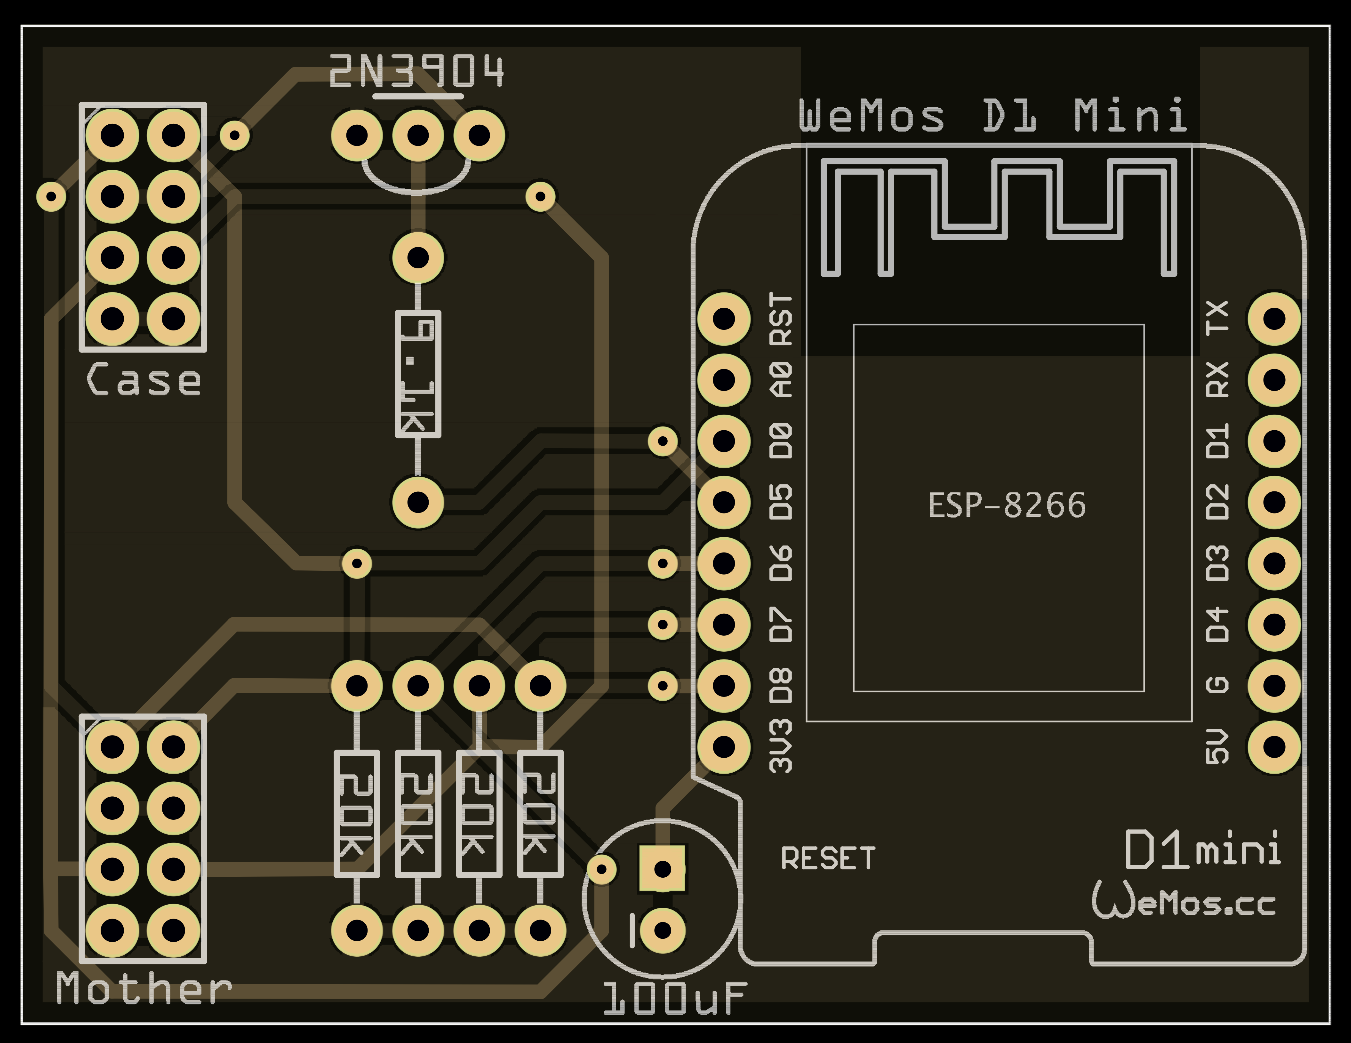 2N3904
WeMos D1 Mini
Case
9.1k
RST
A0
D0
D5
D6
D7
D8
3V3
TX
RX
D1
D2
D3
D4
G
5V
ESP-8266
20k
20k
20k
20k
RESET
D1mini
WeMos.cc
Mother
100uF